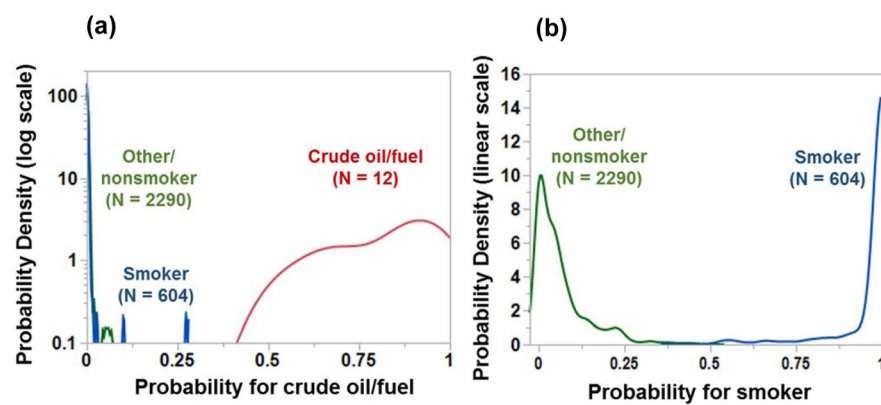 (a)
Probability Density (log scale)
100
10
1
0.1
Other/
nonsmoker
(N = 2290)
Crude oil/fuel
(N = 12)
Smoker
(N = 604)
0
0.25
0.5
0.75
1
Probability for crude oil/fuel
(b)
Probability Density (linear scale)
16
14
12
10
8
6
4
2
0
Other/
nonsmoker
(N = 2290)
Smoker
(N = 604)
0
0.25
0.5
0.75
1
Probability for smoker